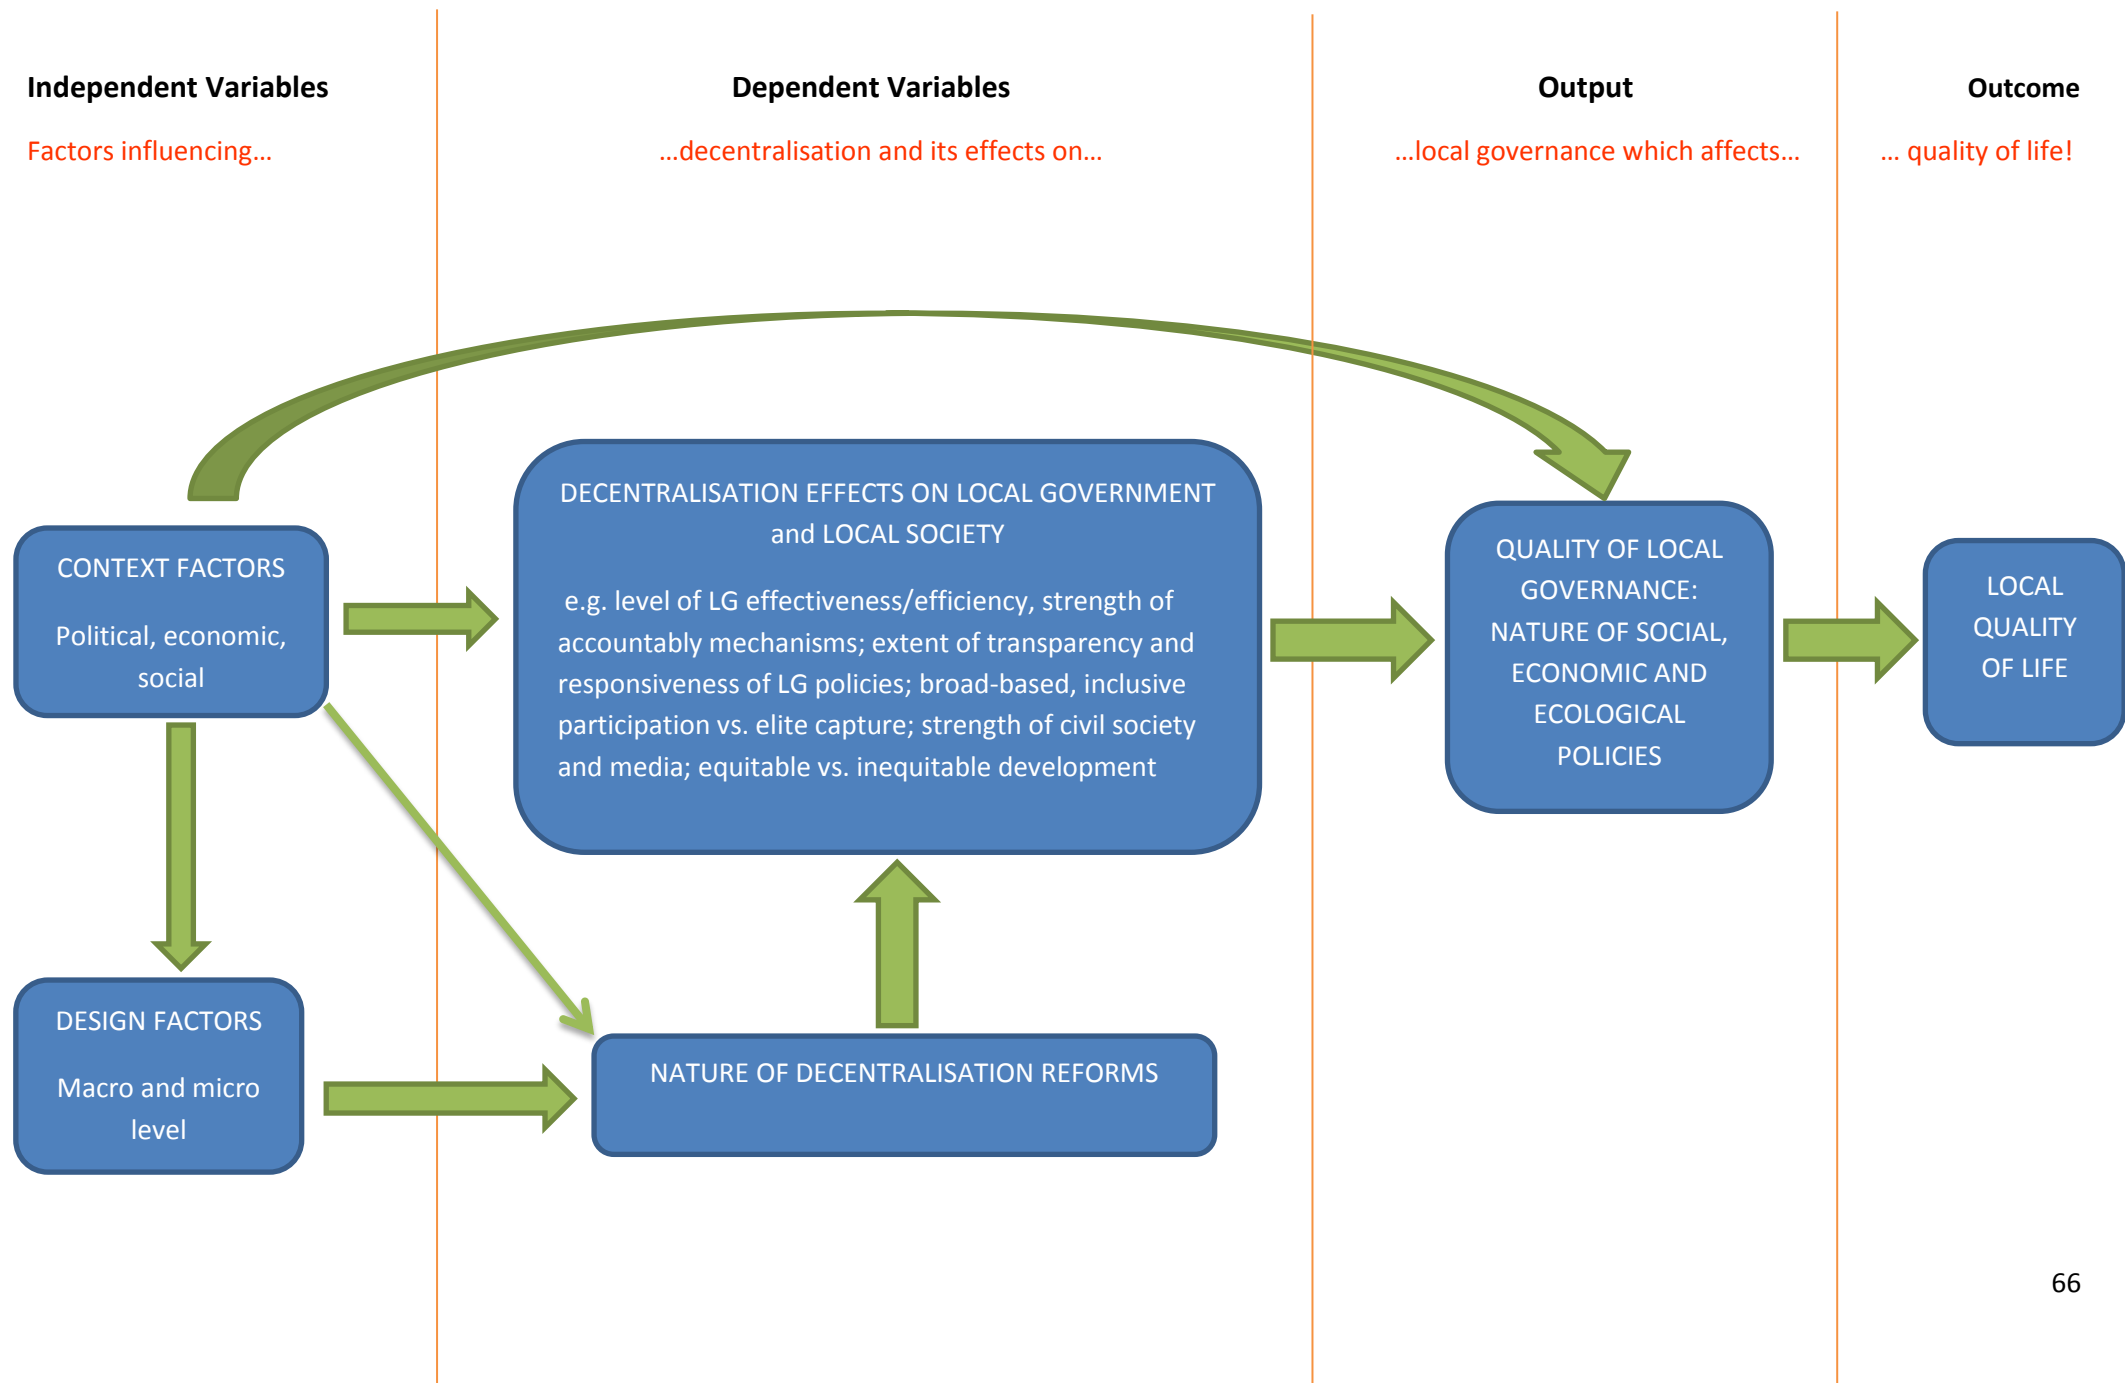 Independent Variables
Dependent Variables
Output
Outcome
Factors influencing...
...decentralisation and its effects on...
...local governance which affects...
... quality of life!
CONTEXT FACTORS
Political, economic,
social
DECENTRALISATION EFFECTS ON LOCAL GOVERNMENT
and LOCAL SOCIETY
e.g. level of LG effectiveness/efficiency, strength of
accountably mechanisms; extent of transparency and
responsiveness of LG policies; broad-based, inclusive
participation vs. elite capture; strength of civil society
and media; equitable vs. inequitable development
QUALITY OF LOCAL
GOVERNANCE:
NATURE OF SOCIAL,
ECONOMIC AND
ECOLOGICAL
POLICIES
LOCAL
QUALITY
OF LIFE
DESIGN FACTORS
Macro and micro
level
NATURE OF DECENTRALISATION REFORMS
66